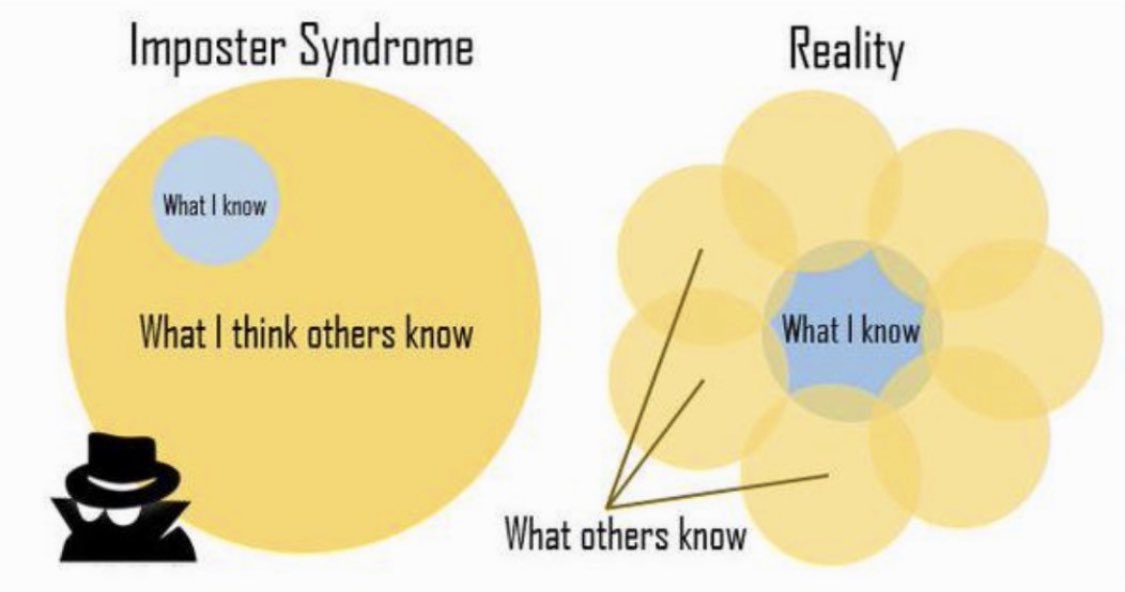 Imposter Syndrome
What I know
What I think others know
Reality
What I know
What others know